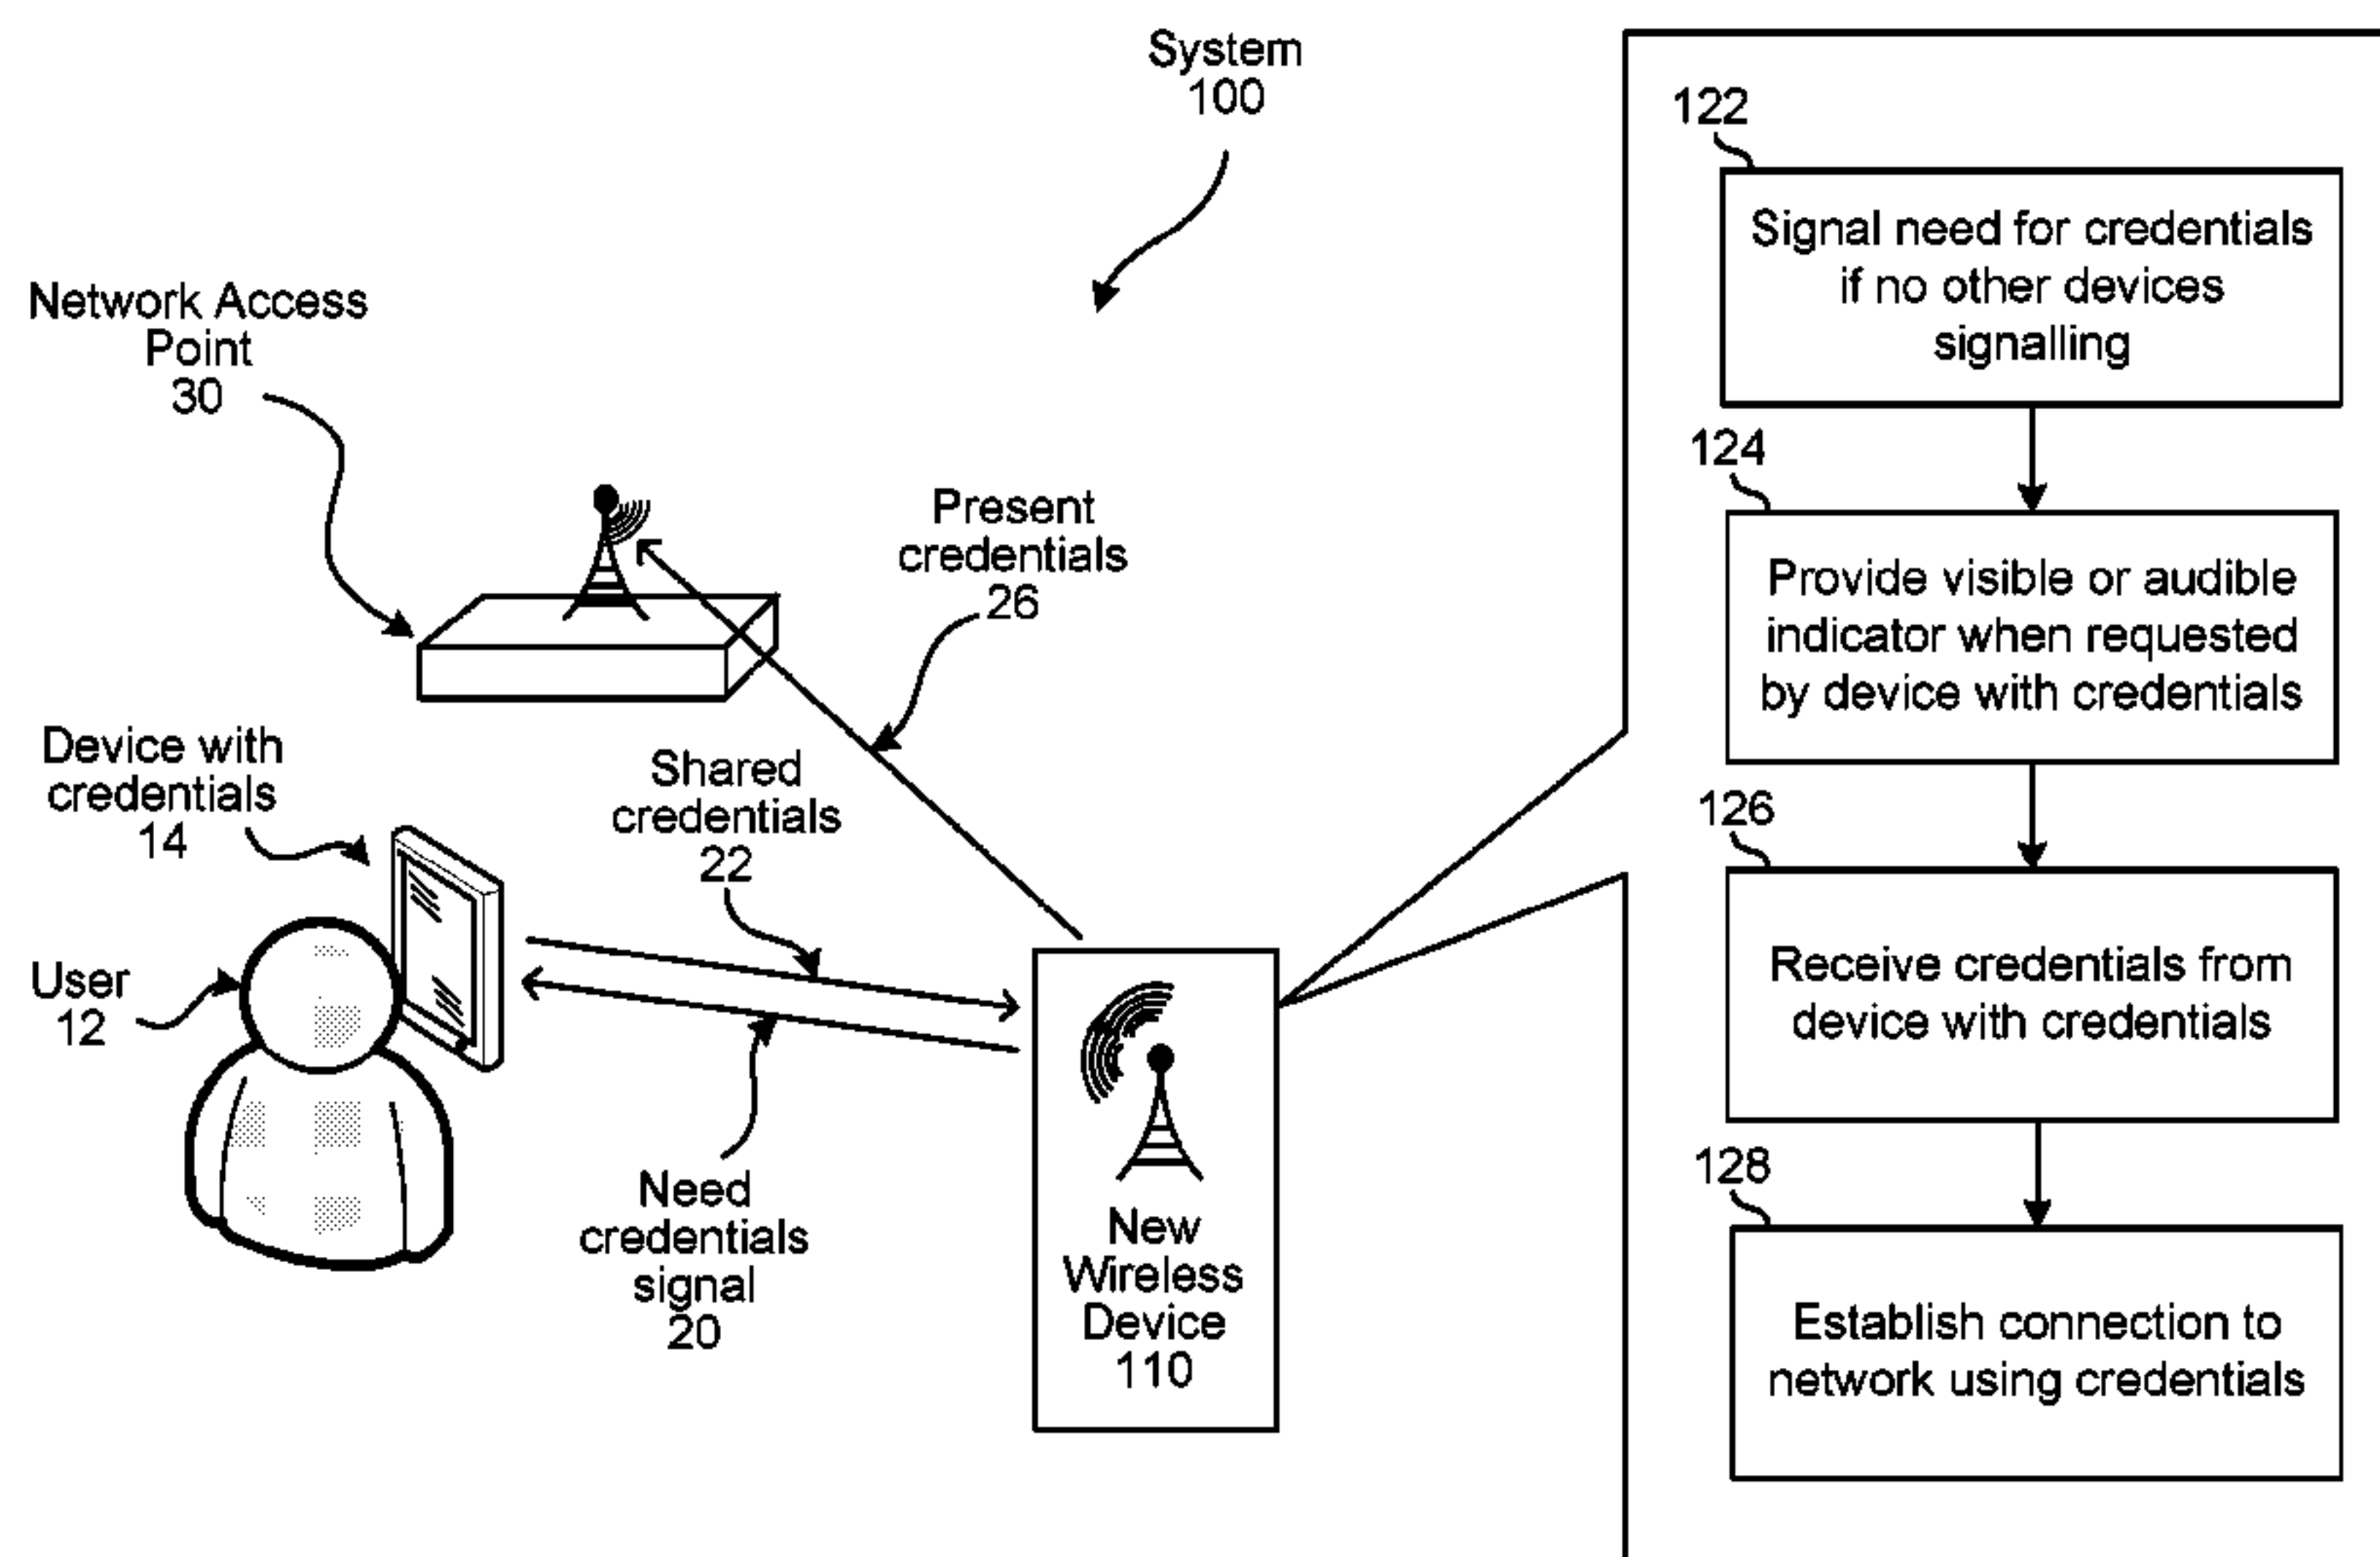 System
100
Network Access
Point
30
Present
credentials
26
Device with
credentials
14
Shared
credentials
22
User
12
Need
credentials
signal
20
New
Wireless
Device
110
122
Signal need for credentials
if no other devices
signalling
124
Provide visible or audible
indicator when requested
by device with credentials
126
Receive credentials from
device with credentials
128
Establish connection to
network using credentials